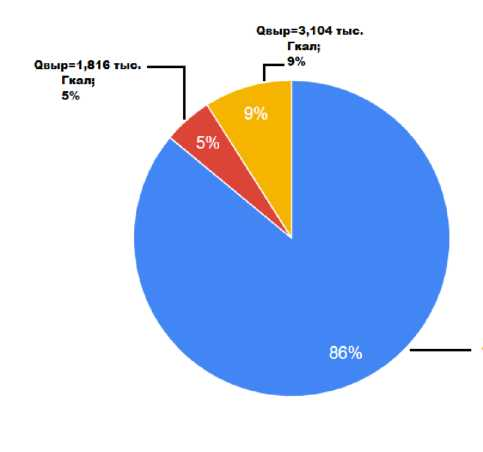 Qвыр=3,104 тыс.
Гкал;
9%
Qвыр=1,816 тыс.
Гкал;
5%
9%
5%
86%